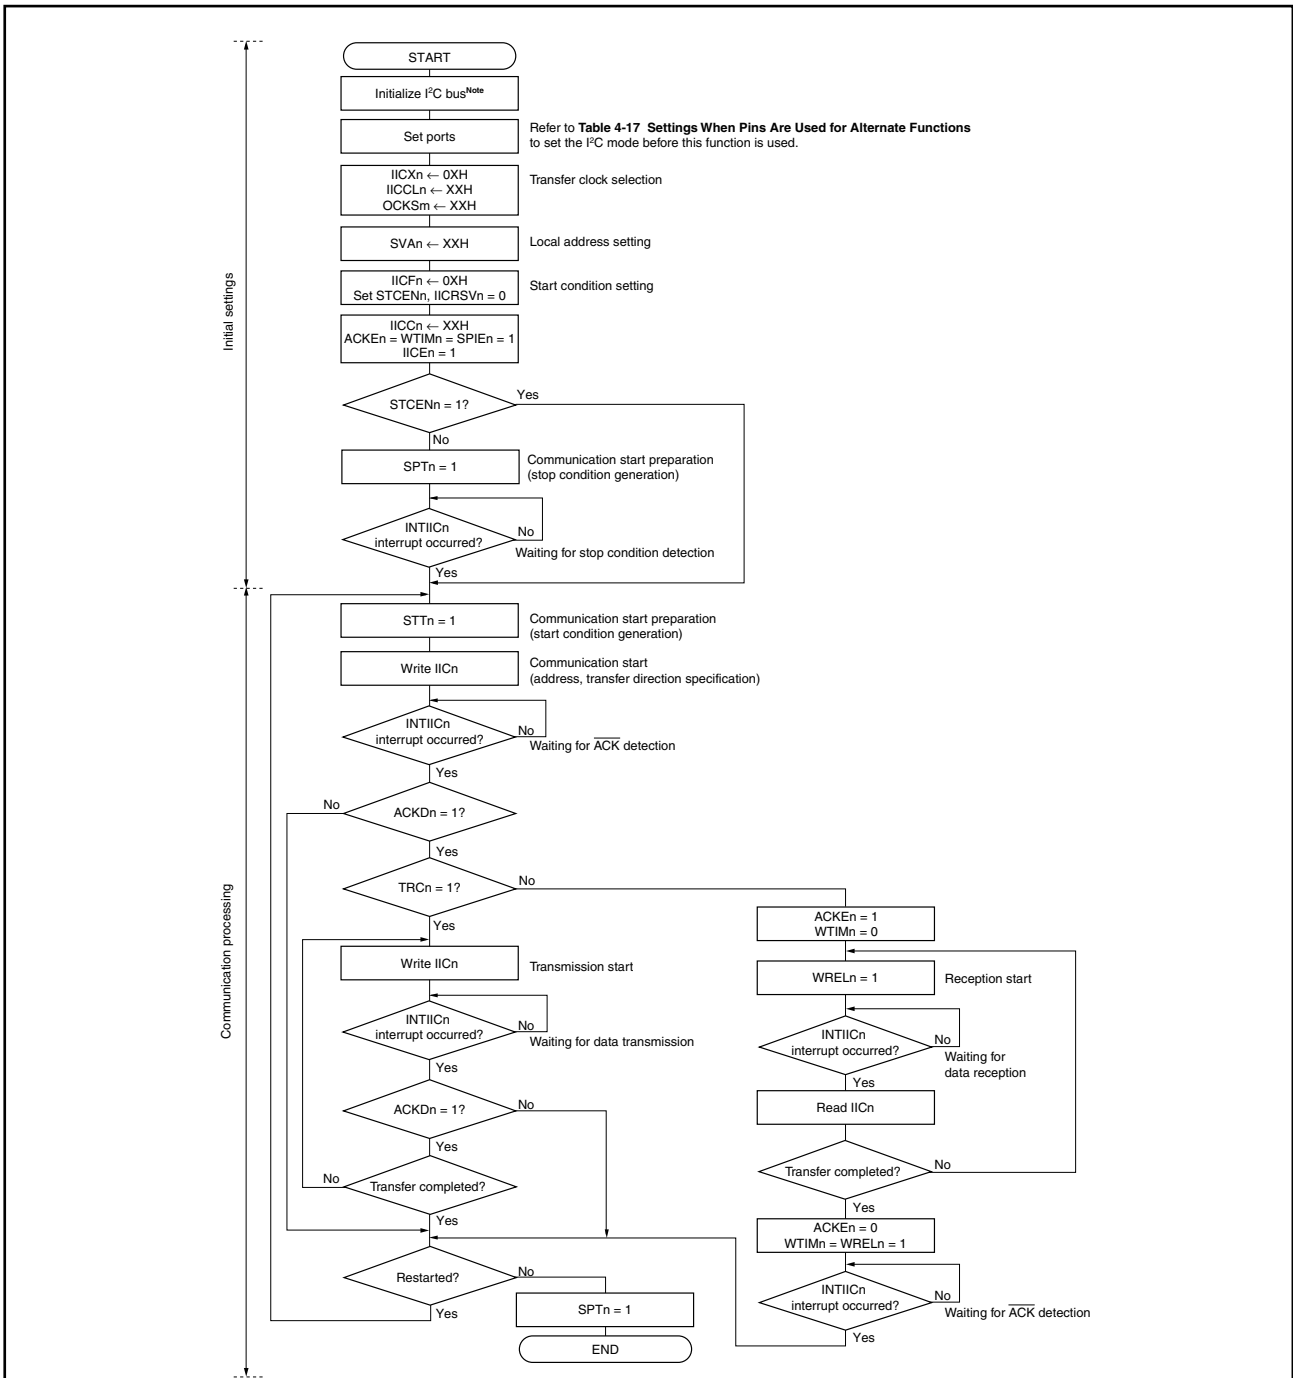 START
Initialize I²C bus^Note
Set ports
Refer to Table 4-17 Settings When Pins Are Used for Alternate Functions
to set the I²C mode before this function is used.
IICXn ← 0XH
IICCLn ← XXH
OCKSm ← XXH
Transfer clock selection
SVAn ← XXH
Local address setting
IICFn ← 0XH
Set STCENn, IICRSVn = 0
Start condition setting
IICCn ← XXH
ACKEn = WTIMn = SPIEn = 1
IICEn = 1
Initial settings
STCENn = 1?
Yes
No
SPTn = 1
Communication start preparation
(stop condition generation)
INTIICn
interrupt occurred?
No
Waiting for stop condition detection
Yes
STTn = 1
Communication start preparation
(start condition generation)
Write IICn
Communication start
(address, transfer direction specification)
INTIICn
interrupt occurred?
No
Waiting for A̅C̅K̅ detection
Yes
No
ACKDn = 1?
Yes
TRCn = 1?
No
Yes
Communication processing
Write IICn
Transmission start
INTIICn
interrupt occurred?
No
Waiting for data transmission
Yes
ACKDn = 1?
No
Yes
No
Transfer completed?
Yes
Restarted?
No
Yes
SPTn = 1
END
ACKEn = 1
WTIMn = 0
WRELn = 1
Reception start
INTIICn
interrupt occurred?
No
Waiting for
data reception
Yes
Read IICn
Transfer completed?
No
Yes
ACKEn = 0
WTIMn = WRELn = 1
INTIICn
interrupt occurred?
No
Waiting for A̅C̅K̅ detection
Yes